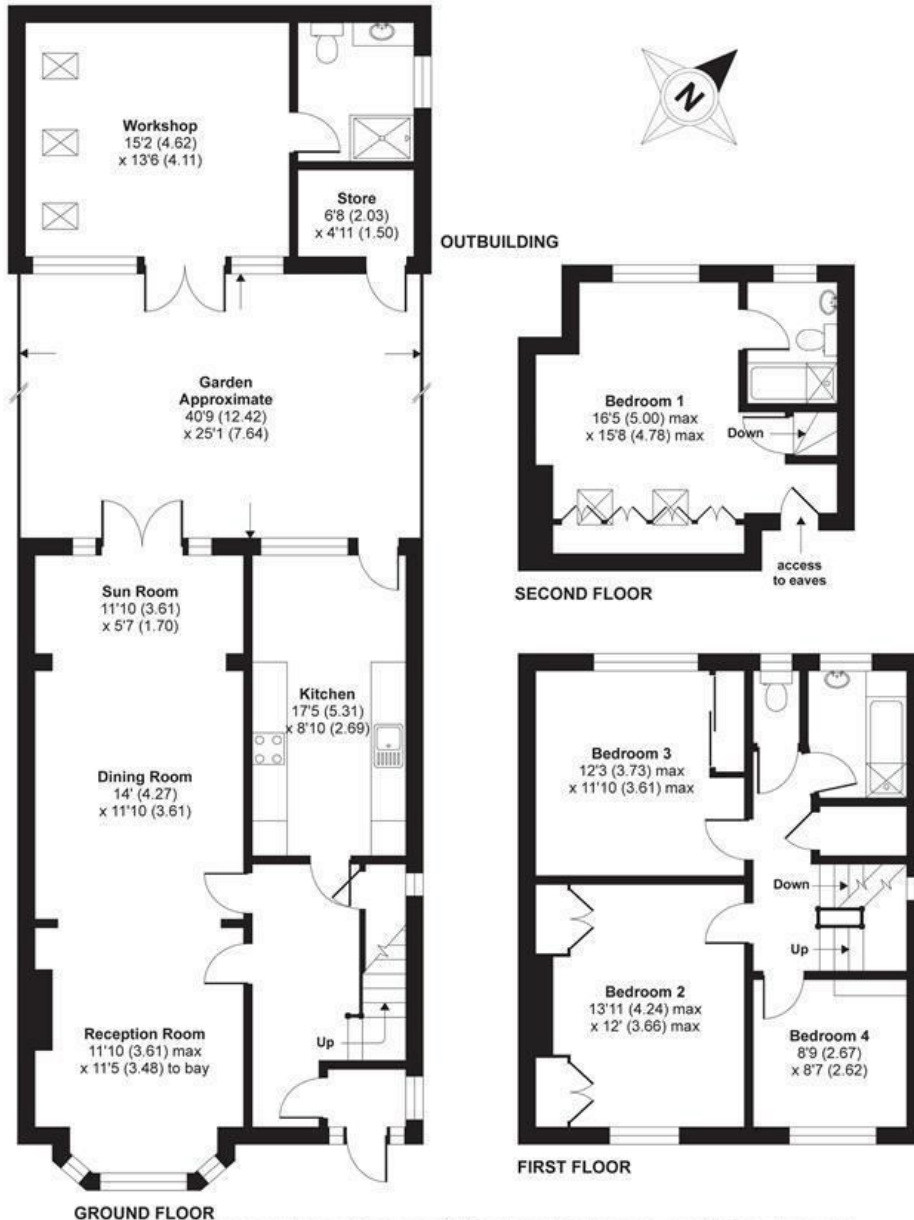 Workshop
15'2 (4.62)
x 13'6 (4.11)
Store
6'8 (2.03)
x 4'11 (1.50)
OUTBUILDING
N
Garden
Approximate
40'9 (12.42)
x 25'1 (7.64)
Sun Room
11'10 (3.61)
x 5'7 (1.70)
Kitchen
17'5 (5.31)
x 8'10 (2.69)
Dining Room
14' (4.27)
x 11'10 (3.61)
Reception Room
11'10 (3.61) max
x 11'5 (3.48) to bay
Up
GROUND FLOOR
Bedroom 1
16'5 (5.00) max
x 15'8 (4.78) max
Down
access
to eaves
SECOND FLOOR
Bedroom 3
12'3 (3.73) max
x 11'10 (3.61) max
Down
Up
Bedroom 2
13'11 (4.24) max
x 12' (3.66) max
Bedroom 4
8'9 (2.67)
x 8'7 (2.62)
FIRST FLOOR